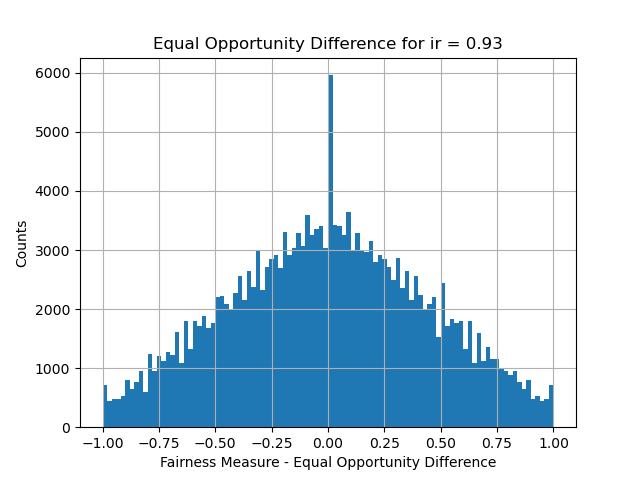 Equal Opportunity Difference for ir = 0.93
6000
5000
4000
3000
2000
1000
0
Counts
−1.00 −0.75 −0.50 −0.25 0.00 0.25 0.50 0.75 1.00
Fairness Measure - Equal Opportunity Difference